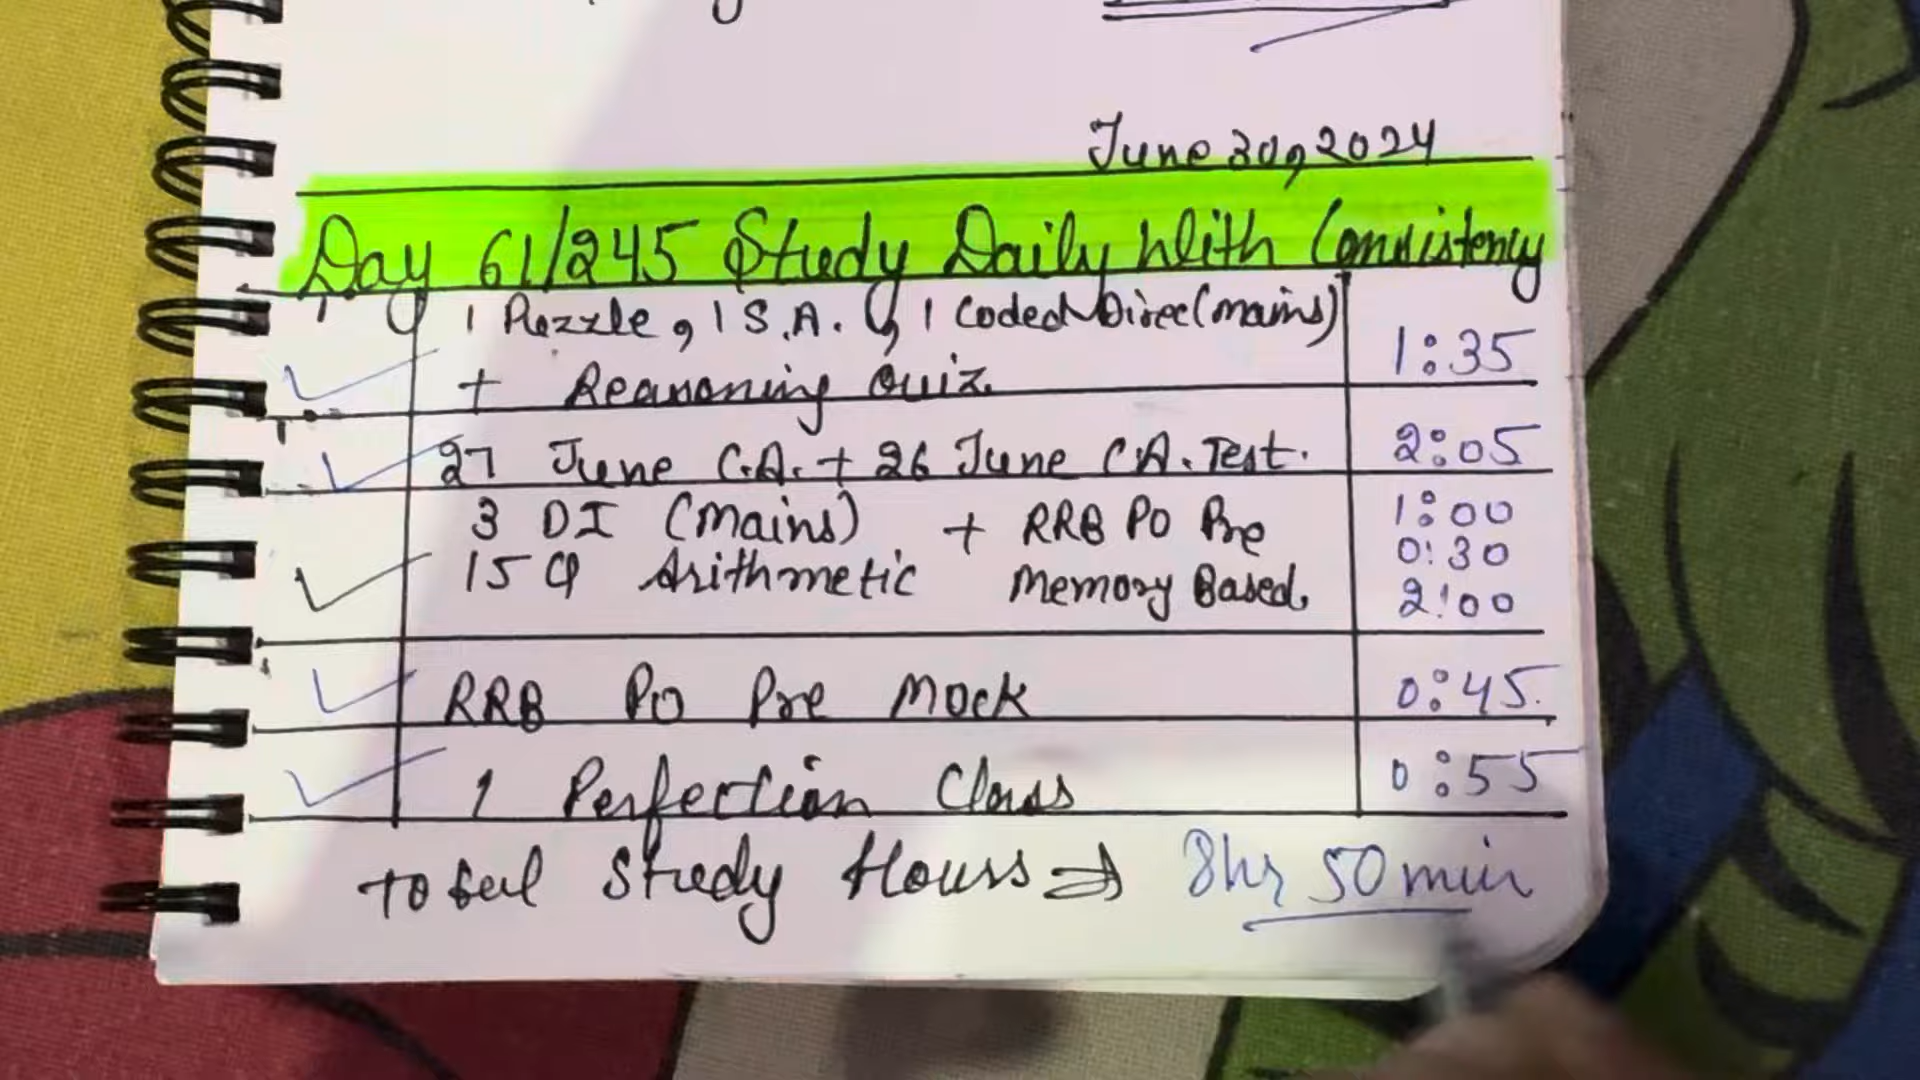 June 30, 2024
Day 61/245 Study Daily With Consistency
1 Puzzle, 1 S.A., 1 Coded Direc(mains)
+ Reasoning Quiz.
1:35
27 June C.A. + 26 June C.A. Test.
2:05
3 DI (Mains) + RRB PO Pre
15 Q Arithmetic Memory Based.
1:00
0:30
2:00
RRB PO Pre Mock
0:45
1 Perfection Class
0:55
Total Study Hours ⇒ 8hr 50 min